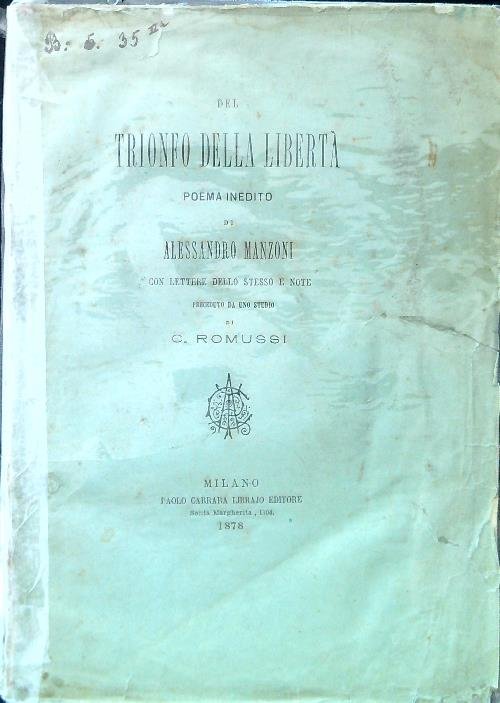 B. 5. 35
DEL
TRIONFO DELLA LIBERTÀ
POEMA INEDITO
DI
ALESSANDRO MANZONI
CON LETTERE DELLO STESSO E NOTE
PRECEDUTO DA UNO STUDIO
DI
C. ROMUSSI
MILANO
PAOLO CARRARA LIBRAJO EDITORE
Santa Margherita, 1104.
1878